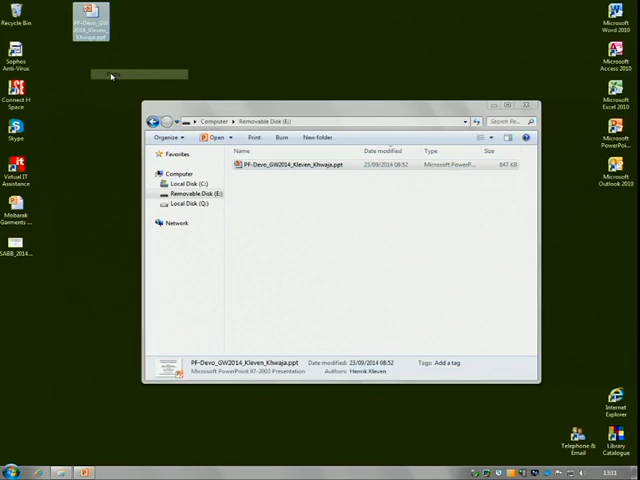 Recycle Bin
PF-Devo_GW
2014_Kleven_
Khwaja.ppt
Microsoft
Word 2010
Sophos
Anti-Virus
Microsoft
Access 2010
Connect H
Space
Microsoft
Excel 2010
Skype
Microsoft
PowerPoi...
Virtual IT
Assistance
Microsoft
Outlook 2010
Mobarak
Garments ...
SABB_2014...
Internet
Explorer
Telephone &
Email
Library
Catalogue
Computer
Removable Disk (E:)
Organize
Open
Print
Burn
New folder
Search Re...
Favorites
Computer
Local Disk (C:)
Removable Disk (E:)
Local Disk (Q:)
Network
Name
Date modified
Type
Size
PF-Devo_GW2014_Kleven_Khwaja.ppt
23/09/2014 08:52
Microsoft PowerP...
847 KB
PF-Devo_GW2014_Kleven_Khwaja.ppt
Date modified: 23/09/2014 08:52
Tags: Add a tag
Microsoft PowerPoint 97-2003 Presentation
Authors: Henrik Kleven
13:11